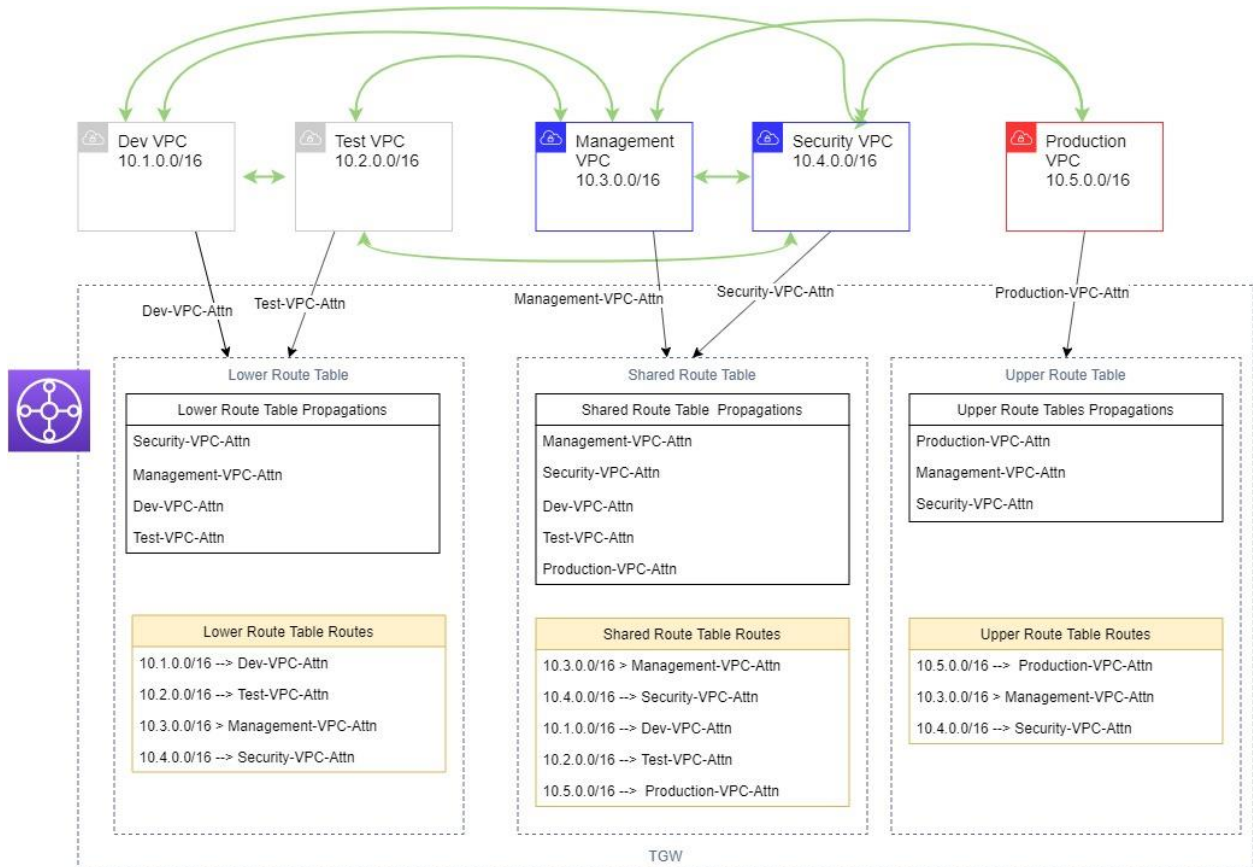 Dev VPC
10.1.0.0/16
Test VPC
10.2.0.0/16
Management
VPC
10.3.0.0/16
Security VPC
10.4.0.0/16
Production
VPC
10.5.0.0/16
Dev-VPC-Attn
Test-VPC-Attn
Management-VPC-Attn
Security-VPC-Attn
Production-VPC-Attn
Lower Route Table
Lower Route Table Propagations
Security-VPC-Attn
Management-VPC-Attn
Dev-VPC-Attn
Test-VPC-Attn
Lower Route Table Routes
10.1.0.0/16 --> Dev-VPC-Attn
10.2.0.0/16 --> Test-VPC-Attn
10.3.0.0/16 > Management-VPC-Attn
10.4.0.0/16 --> Security-VPC-Attn
Shared Route Table
Shared Route Table Propagations
Management-VPC-Attn
Security-VPC-Attn
Dev-VPC-Attn
Test-VPC-Attn
Production-VPC-Attn
Shared Route Table Routes
10.3.0.0/16 > Management-VPC-Attn
10.4.0.0/16 --> Security-VPC-Attn
10.1.0.0/16 --> Dev-VPC-Attn
10.2.0.0/16 --> Test-VPC-Attn
10.5.0.0/16 --> Production-VPC-Attn
Upper Route Table
Upper Route Tables Propagations
Production-VPC-Attn
Management-VPC-Attn
Security-VPC-Attn
Upper Route Table Routes
10.5.0.0/16 --> Production-VPC-Attn
10.3.0.0/16 > Management-VPC-Attn
10.4.0.0/16 --> Security-VPC-Attn
TGW